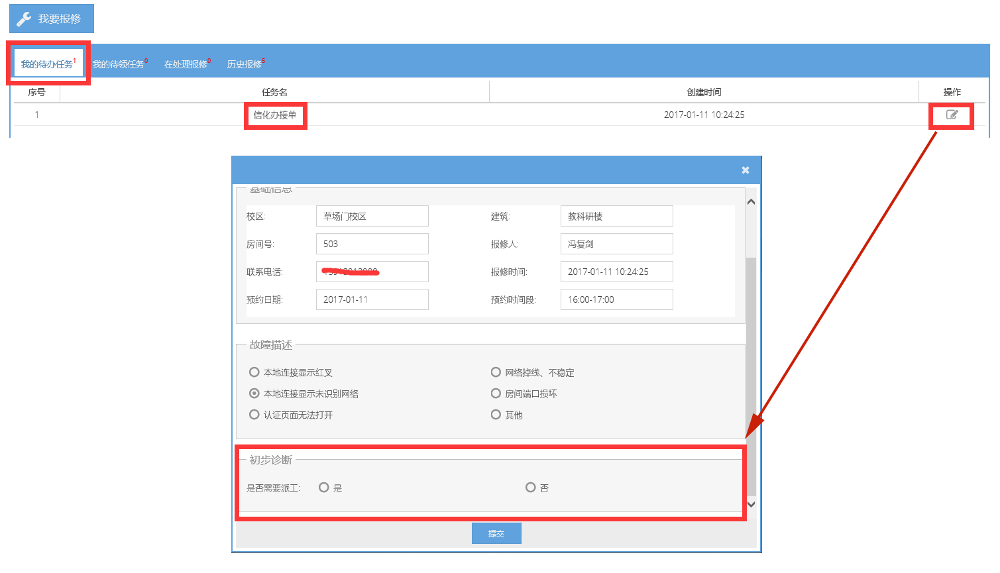 我要报修
我的待办任务1 我的待领任务0 在处理报修0 历史报修5
序号 任务名 创建时间 操作
1 信化办接单 2017-01-11 10:24:25
基础信息
校区: 草场门校区 建筑: 教科研楼
房间号: 503 报修人: 冯复剑
联系电话: 报修时间: 2017-01-11 10:24:25
预约日期: 2017-01-11 预约时间段: 16:00-17:00
故障描述
本地连接显示红叉 网络掉线、不稳定
本地连接显示未识别网络 房间端口损坏
认证页面无法打开 其他
初步诊断
是否需要派工: 是 否
提交